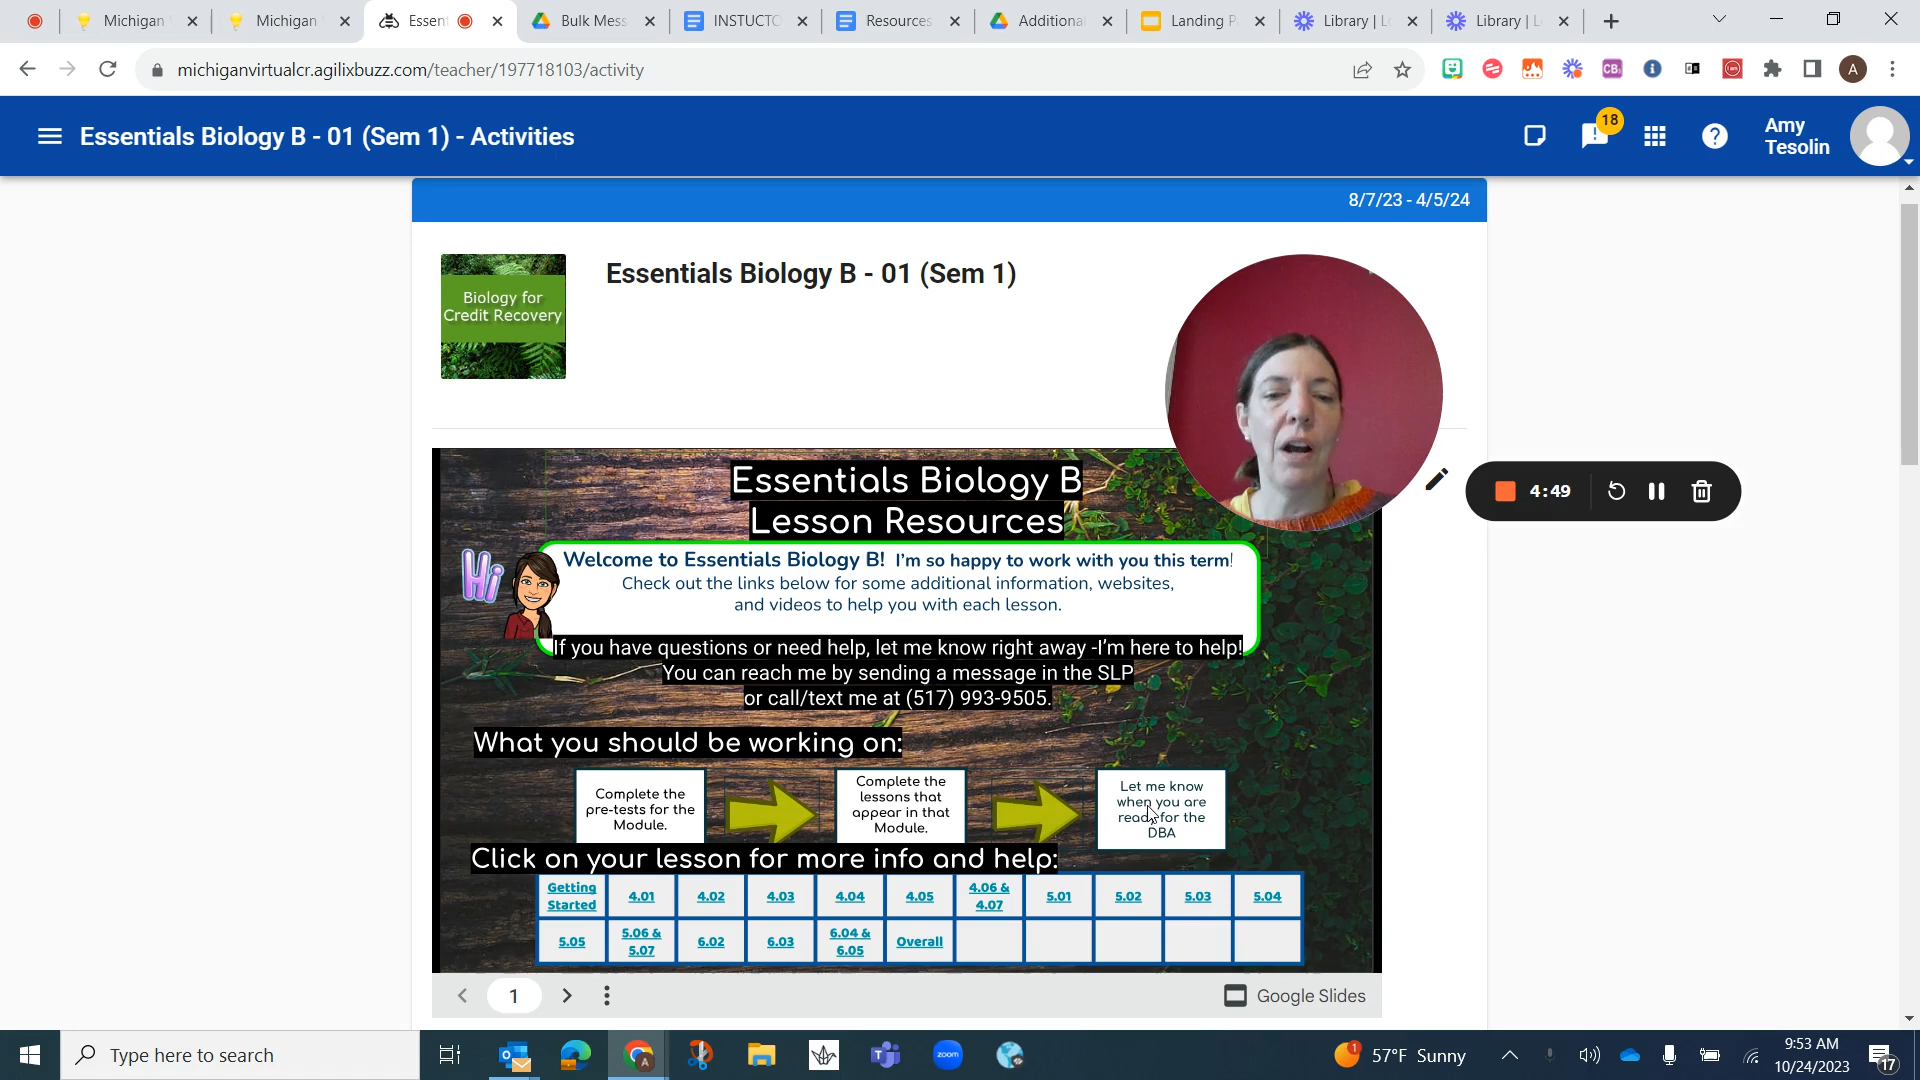 Michigan
Michigan
Essen
Bulk Mess
INSTUCTO
Resources
Additiona
Landing P
Library | Lo
Library | Lo
michiganvirtualcr.agilixbuzz.com/teacher/197718103/activity
CB
A
Essentials Biology B - 01 (Sem 1) - Activities
18
Amy
Tesolin
8/7/23 - 4/5/24
Biology for
Credit Recovery
Essentials Biology B - 01 (Sem 1)
4:49
Essentials Biology B
Lesson Resources
Hi
Welcome to Essentials Biology B! I'm so happy to work with you this term!
Check out the links below for some additional information, websites,
and videos to help you with each lesson.
If you have questions or need help, let me know right away -I'm here to help!
You can reach me by sending a message in the SLP
or call/text me at (517) 993-9505.
What you should be working on:
Complete the
pre-tests for the
Module.
Complete the
lessons that
appear in that
Module.
Let me know
when you are
ready for the
DBA
Click on your lesson for more info and help:
Getting
Started
4.01
4.02
4.03
4.04
4.05
4.06 &
4.07
5.01
5.02
5.03
5.04
5.05
5.06 &
5.07
6.02
6.03
6.04 &
6.05
Overall
1
Google Slides
Type here to search
A
zoom
1
57°F Sunny
9:53 AM
10/24/2023
17